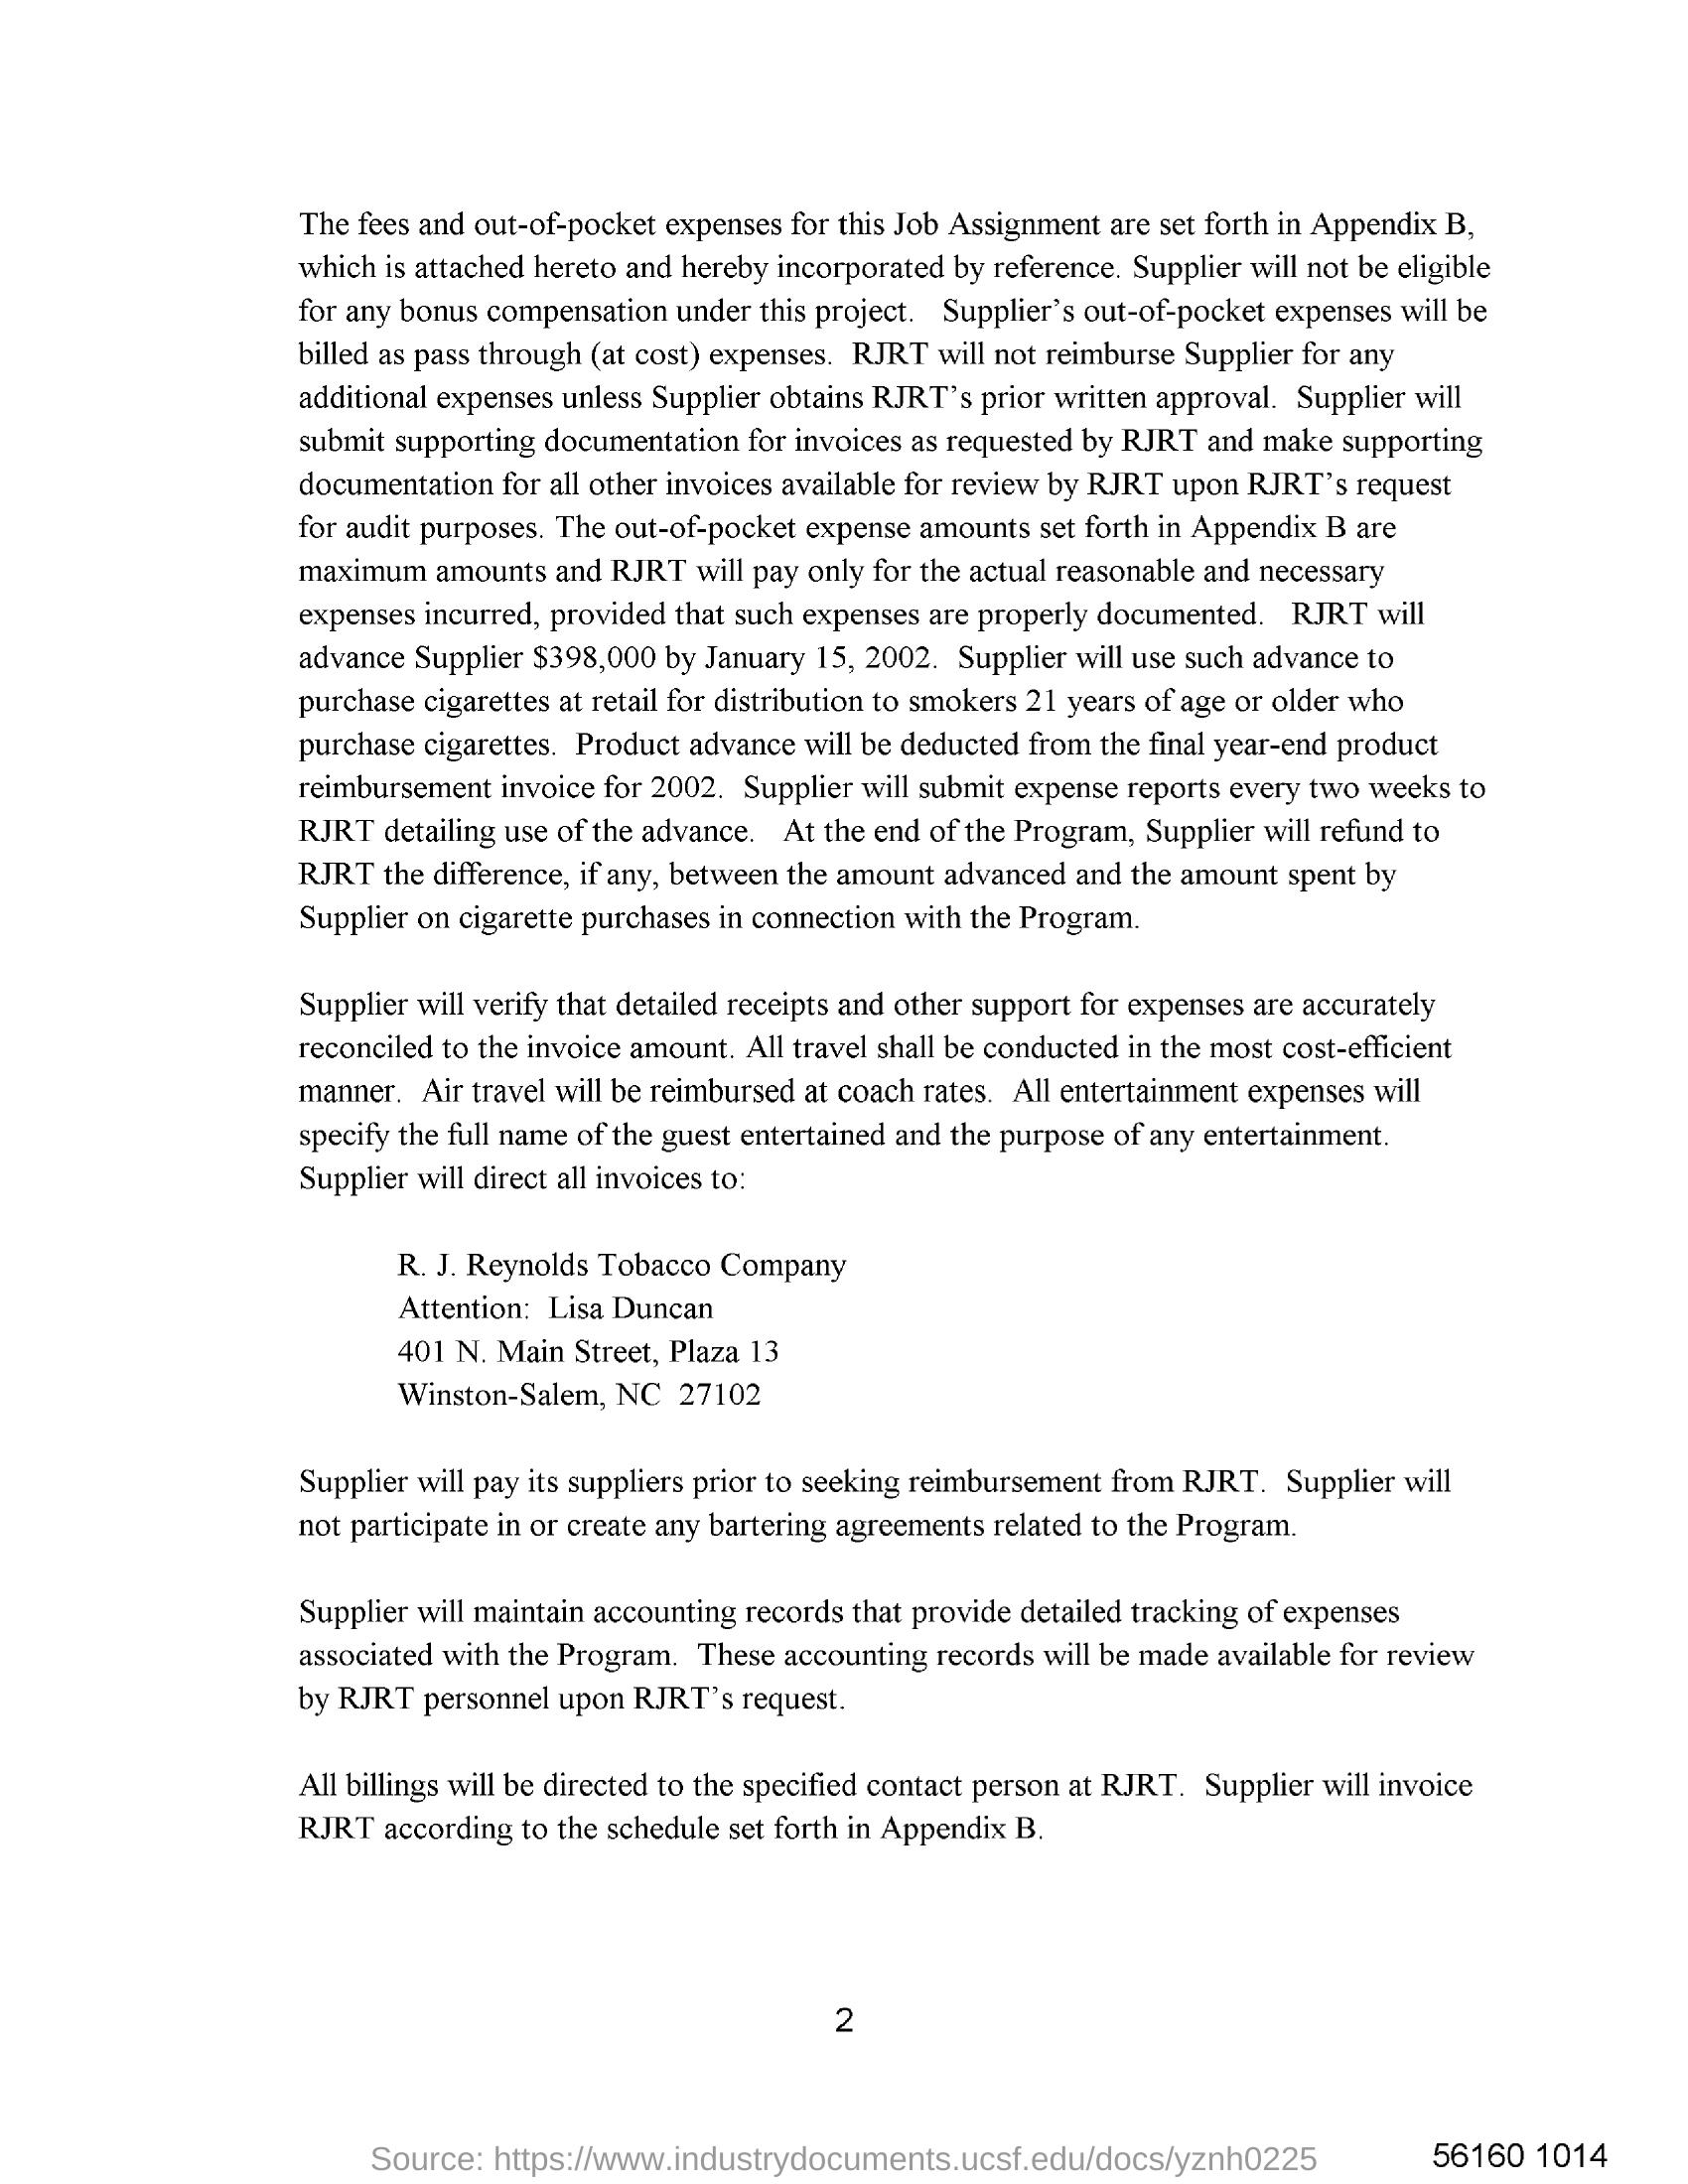 The fees and out-of-pocket expenses for this Job Assignment are set forth in Appendix B,
which is attached hereto and hereby incorporated by reference. Supplier will not be eligible
for any bonus compensation under this project. Supplier's out-of-pocket expenses will be
billed as pass through (at cost) expenses. RJRT will not reimburse Supplier for any
additional expenses unless Supplier obtains RJRT's prior written approval. Supplier will
submit supporting documentation for invoices as requested by RJRT and make supporting
documentation for all other invoices available for review by RJRT upon RJRT's request
for audit purposes. The out-of-pocket expense amounts set forth in Appendix B are
maximum amounts and RJRT will pay only for the actual reasonable and necessary
expenses incurred, provided that such expenses are properly documented. RJRT will
advance Supplier $398,000 by January 15, 2002. Supplier will use such advance to
purchase cigarettes at retail for distribution to smokers 21 years of age or older who
purchase cigarettes. Product advance will be deducted from the final year-end product
reimbursement invoice for 2002. Supplier will submit expense reports every two weeks to
RJRT detailing use of the advance. At the end of the Program, Supplier will refund to
RJRT the difference, if any, between the amount advanced and the amount spent by
Supplier on cigarette purchases in connection with the Program.
Supplier will verify that detailed receipts and other support for expenses are accurately
reconciled to the invoice amount. All travel shall be conducted in the most cost-efficient
manner. Air travel will be reimbursed at coach rates. All entertainment expenses will
specify the full name of the guest entertained and the purpose of any entertainment.
Supplier will direct all invoices to:
R. J. Reynolds Tobacco Company
Attention: Lisa Duncan
401 N. Main Street, Plaza 13
Winston-Salem, NC 27102
Supplier will pay its suppliers prior to seeking reimbursement from RJRT. Supplier will
not participate in or create any bartering agreements related to the Program.
Supplier will maintain accounting records that provide detailed tracking of expenses
associated with the Program. These accounting records will be made available for review
by RJRT personnel upon RJRT's request.
All billings will be directed to the specified contact person at RJRT. Supplier will invoice
RJRT according to the schedule set forth in Appendix B.
2
Source: https://www.industrydocuments.ucsf.edu/docs/yznh0225
56160 1014